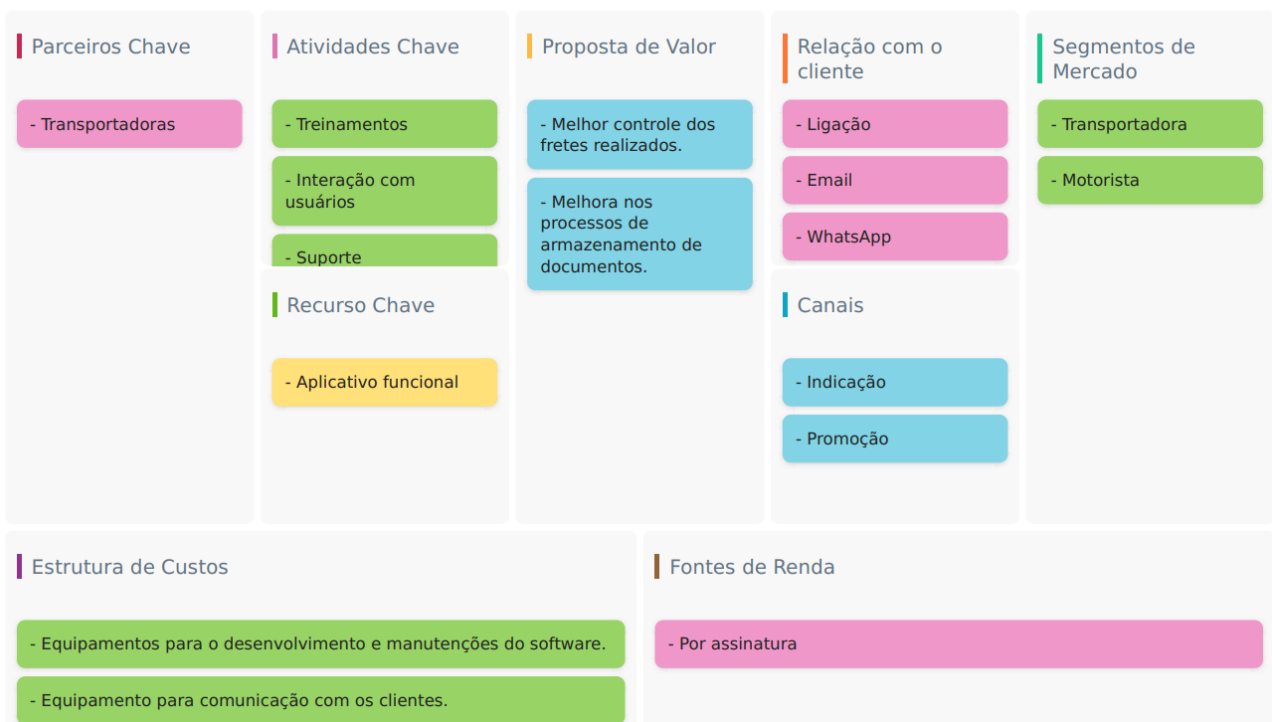 Parceiros Chave
- Transportadoras
Atividades Chave
- Treinamentos
- Interação com
usuários
- Suporte
Recurso Chave
- Aplicativo funcional
Proposta de Valor
- Melhor controle dos
fretes realizados.
- Melhora nos
processos de
armazenamento de
documentos.
Relação com o
cliente
- Ligação
- Email
- WhatsApp
Canais
- Indicação
- Promoção
Segmentos de
Mercado
- Transportadora
- Motorista
Estrutura de Custos
- Equipamentos para o desenvolvimento e manutenções do software.
- Equipamento para comunicação com os clientes.
Fontes de Renda
- Por assinatura